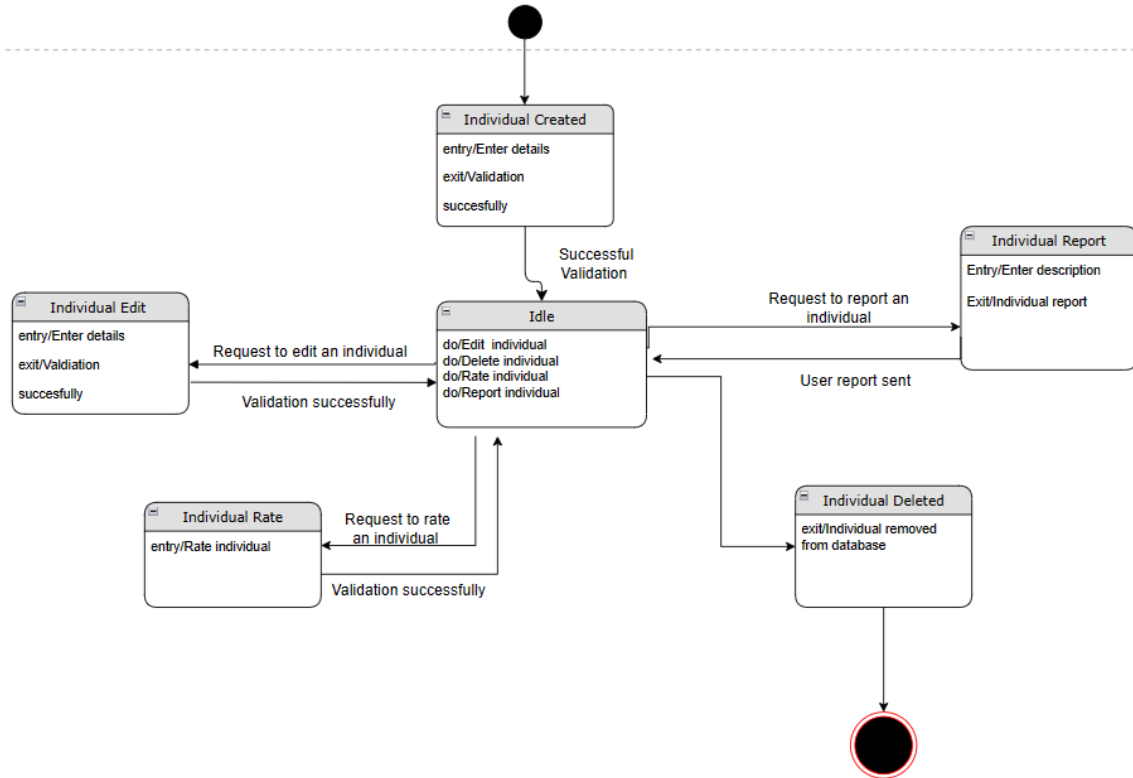 Individual Created
entry/Enter details
exit/Validation
succesfully
Successful
Validation
Individual Report
Entry/Enter description
Exit/Individual report
Request to report an
individual
User report sent
Individual Edit
entry/Enter details
exit/Valdiation
succesfully
Request to edit an individual
Validation successfully
Idle
do/Edit individual
do/Delete individual
do/Rate individual
do/Report individual
Individual Rate
entry/Rate individual
Request to rate
an individual
Validation successfully
Individual Deleted
exit/Individual removed
from database